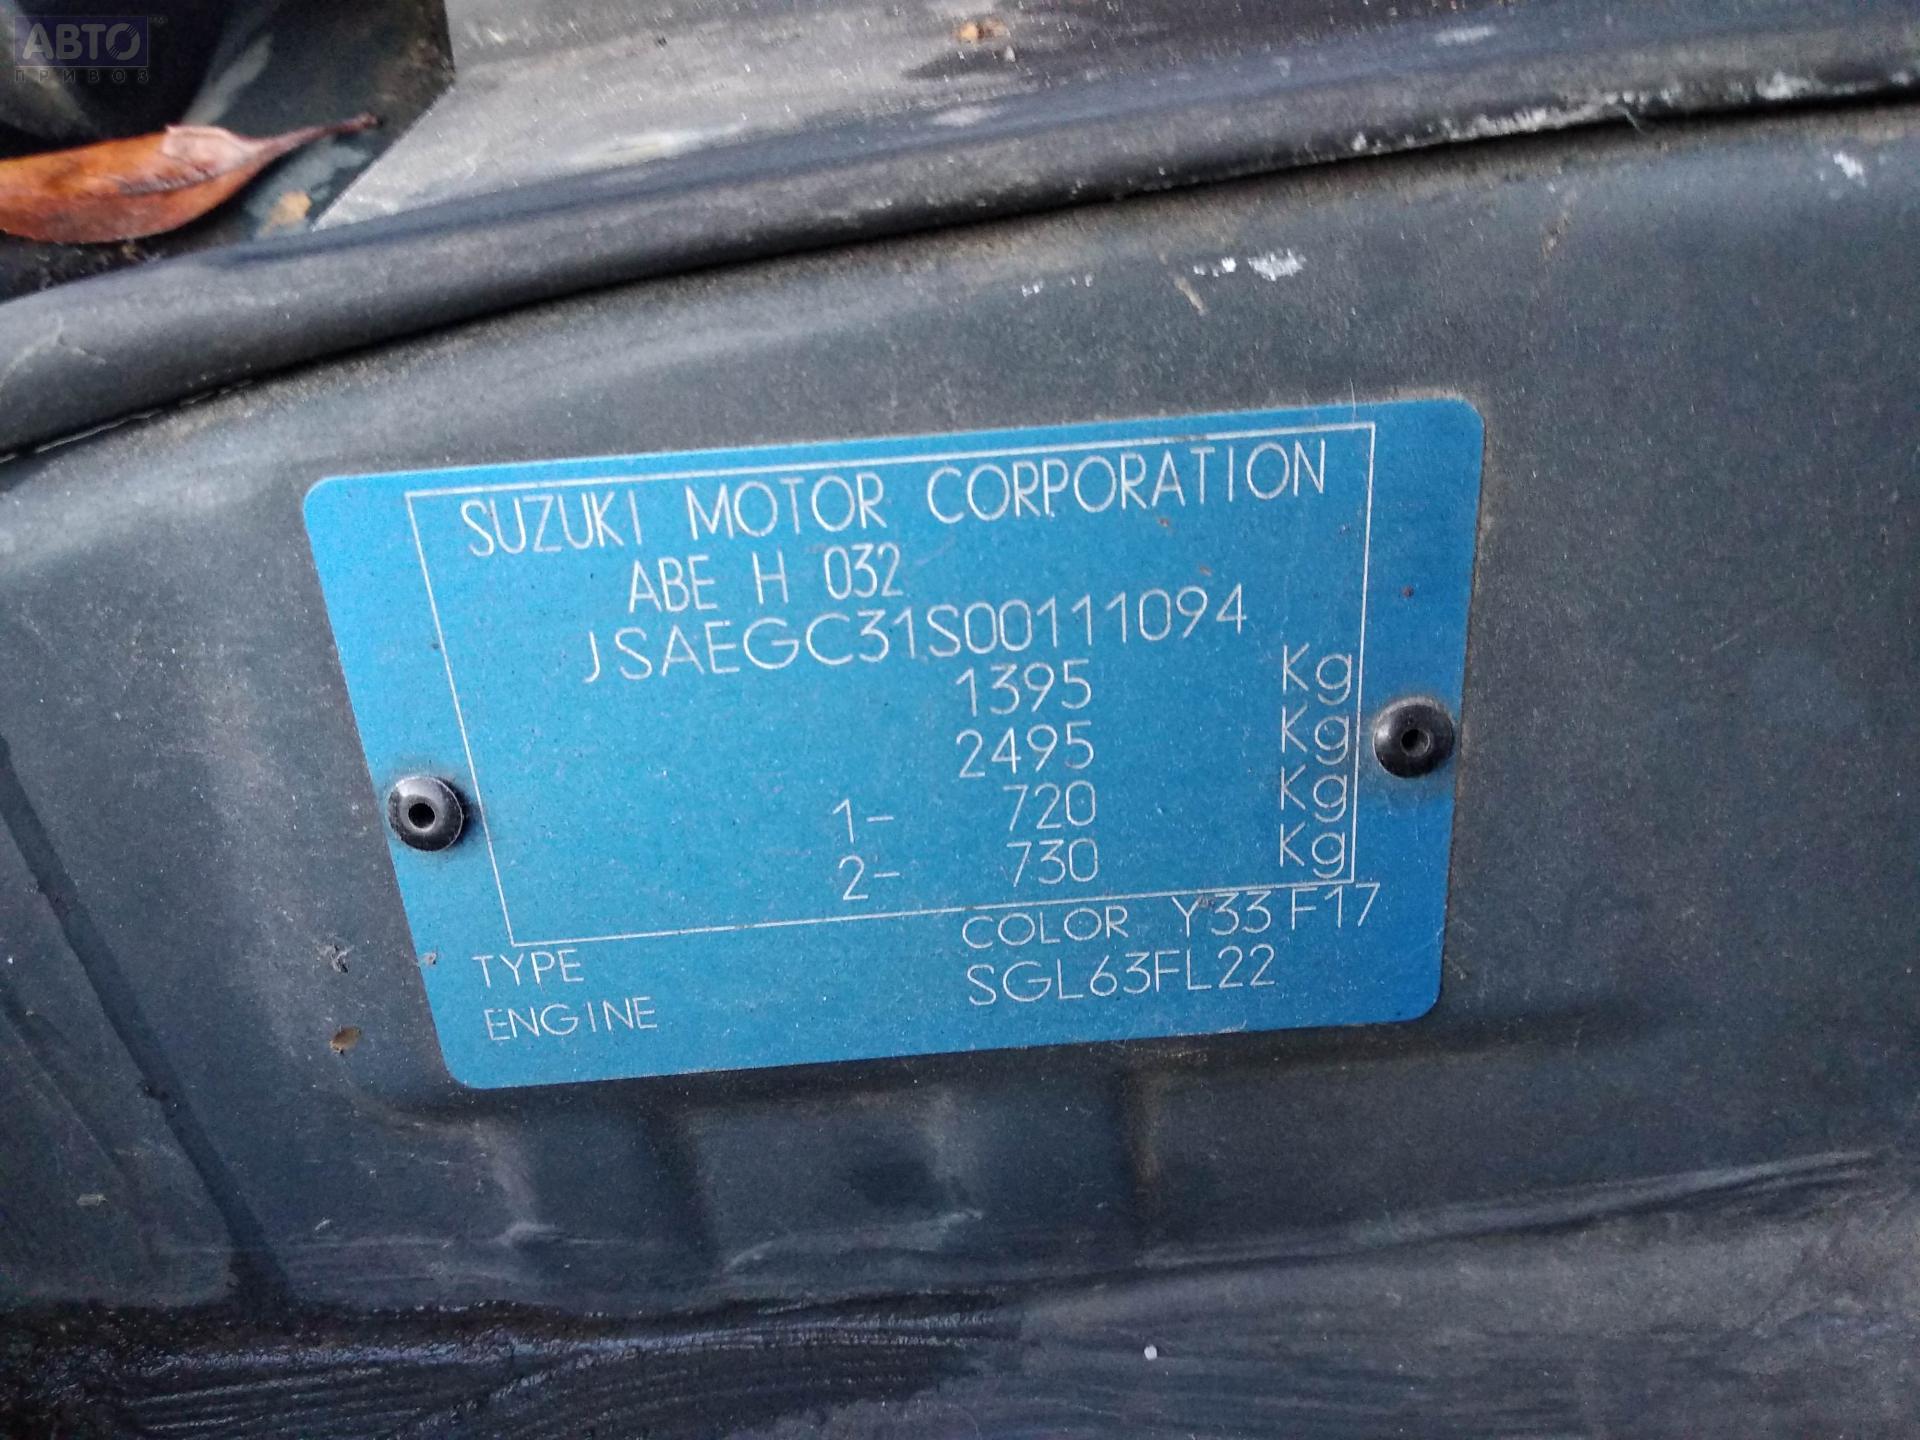 АВТО
ПРИВОЗ
SUZUKI MOTOR CORPORATION
ABE H 032
JSAEGC31S00111094
1395 Kg
2495 Kg
1- 720 Kg
2- 730 Kg
COLOR Y33 F17
TYPE SGL63FL22
ENGINE